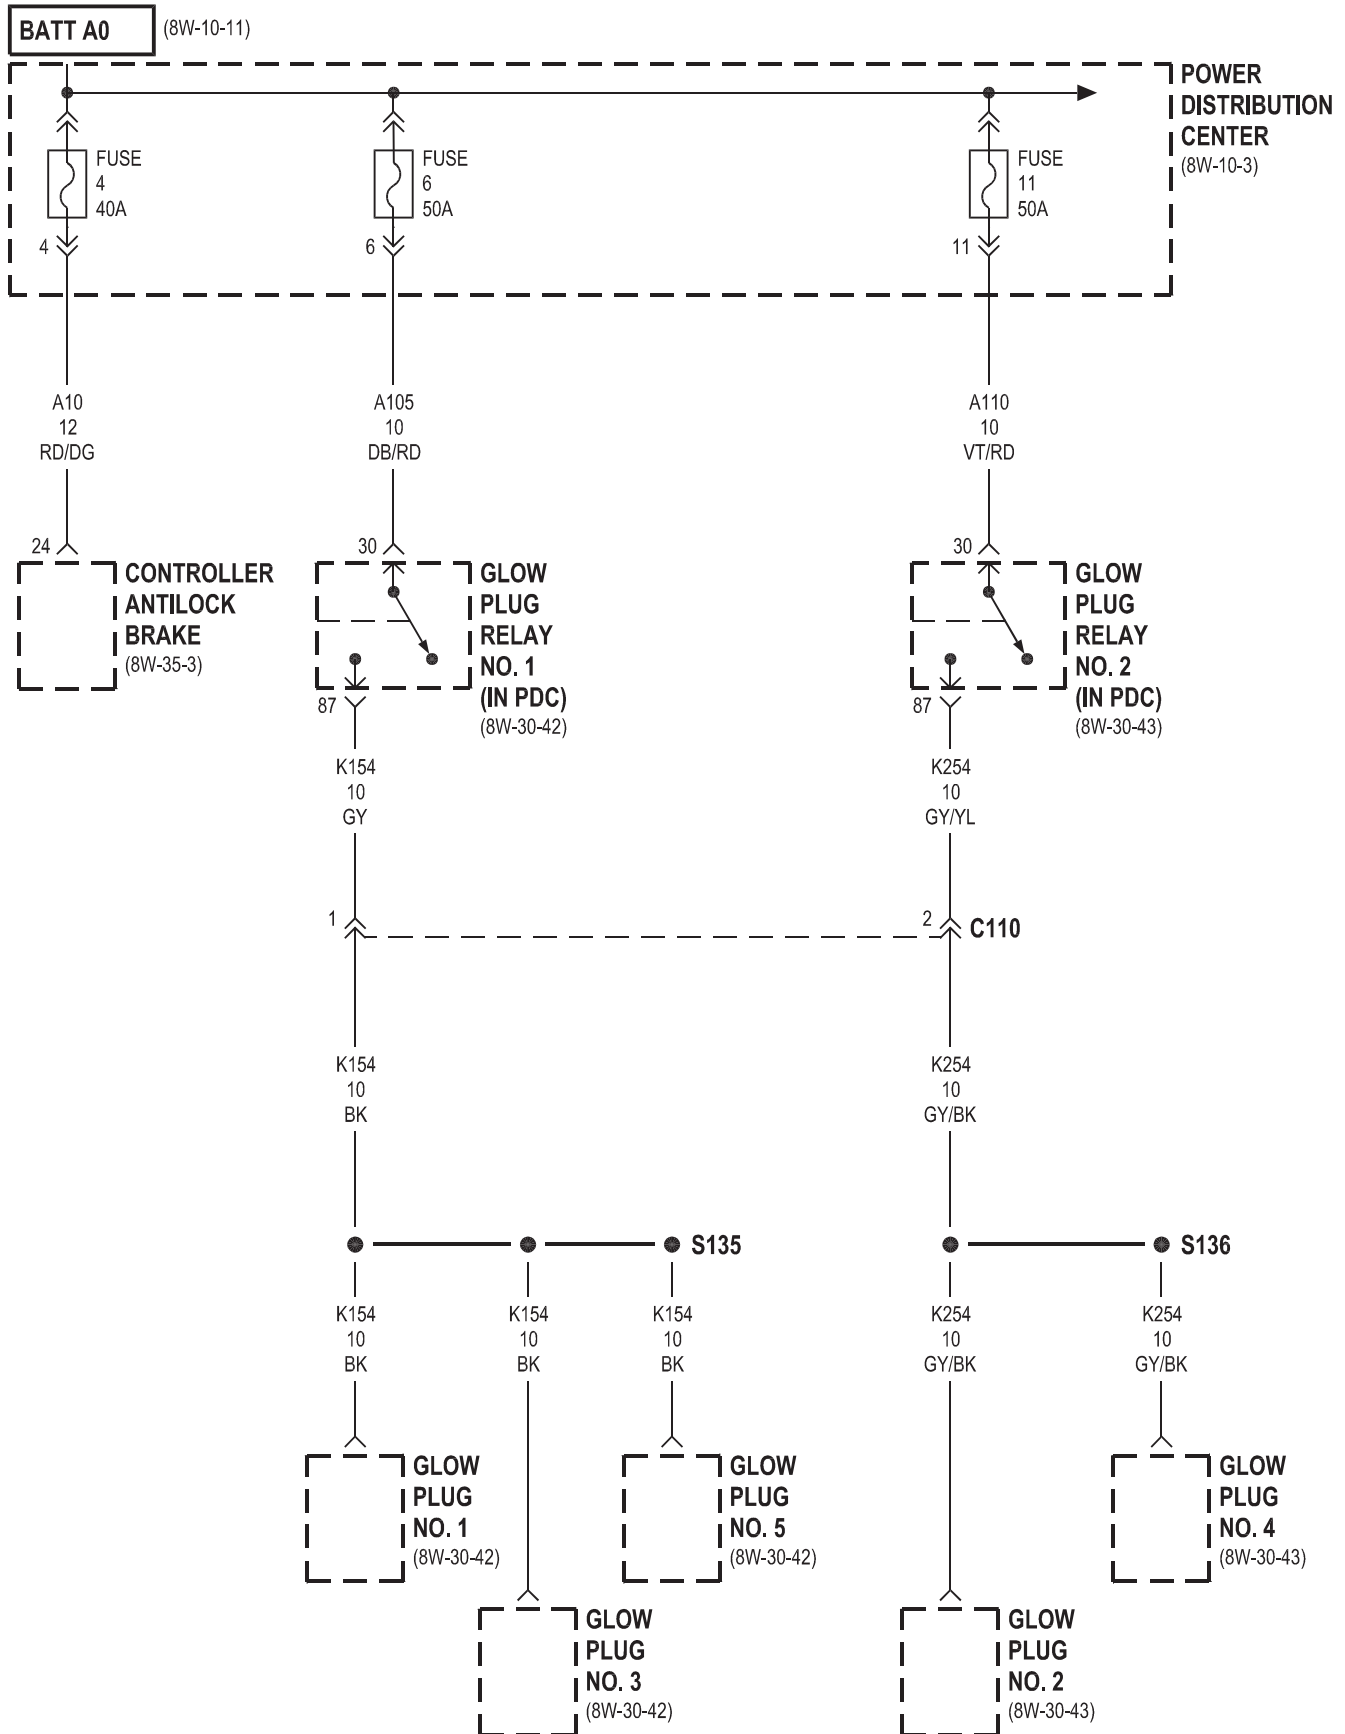 BATT A0 (8W-10-11)
POWER
DISTRIBUTION
CENTER
(8W-10-3)
FUSE
4
40A
4
FUSE
6
50A
6
FUSE
11
50A
11
A10
12
RD/DG
A105
10
DB/RD
A110
10
VT/RD
24
CONTROLLER
ANTILOCK
BRAKE
(8W-35-3)
30
GLOW
PLUG
RELAY
NO. 1
(IN PDC)
(8W-30-42)
87
30
GLOW
PLUG
RELAY
NO. 2
(IN PDC)
(8W-30-43)
87
K154
10
GY
K254
10
GY/YL
1
2
C110
K154
10
BK
K254
10
GY/BK
S135
S136
K154
10
BK
K154
10
BK
K154
10
BK
K254
10
GY/BK
K254
10
GY/BK
GLOW
PLUG
NO. 1
(8W-30-42)
GLOW
PLUG
NO. 5
(8W-30-42)
GLOW
PLUG
NO. 4
(8W-30-43)
GLOW
PLUG
NO. 3
(8W-30-42)
GLOW
PLUG
NO. 2
(8W-30-43)